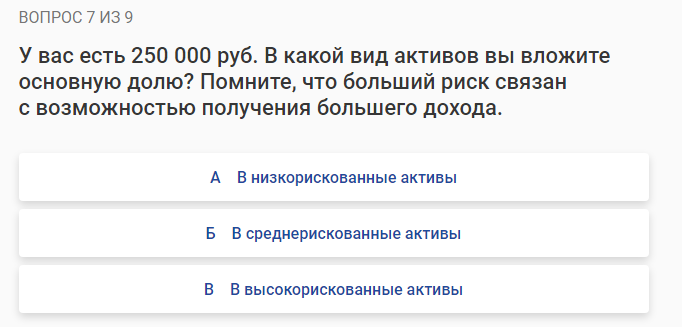 ВОПРОС 7 ИЗ 9
У вас есть 250 000 руб. В какой вид активов вы вложите
основную долю? Помните, что больший риск связан
с возможностью получения большего дохода.
А В низкорискованные активы
Б В среднерискованные активы
В В высокорискованные активы